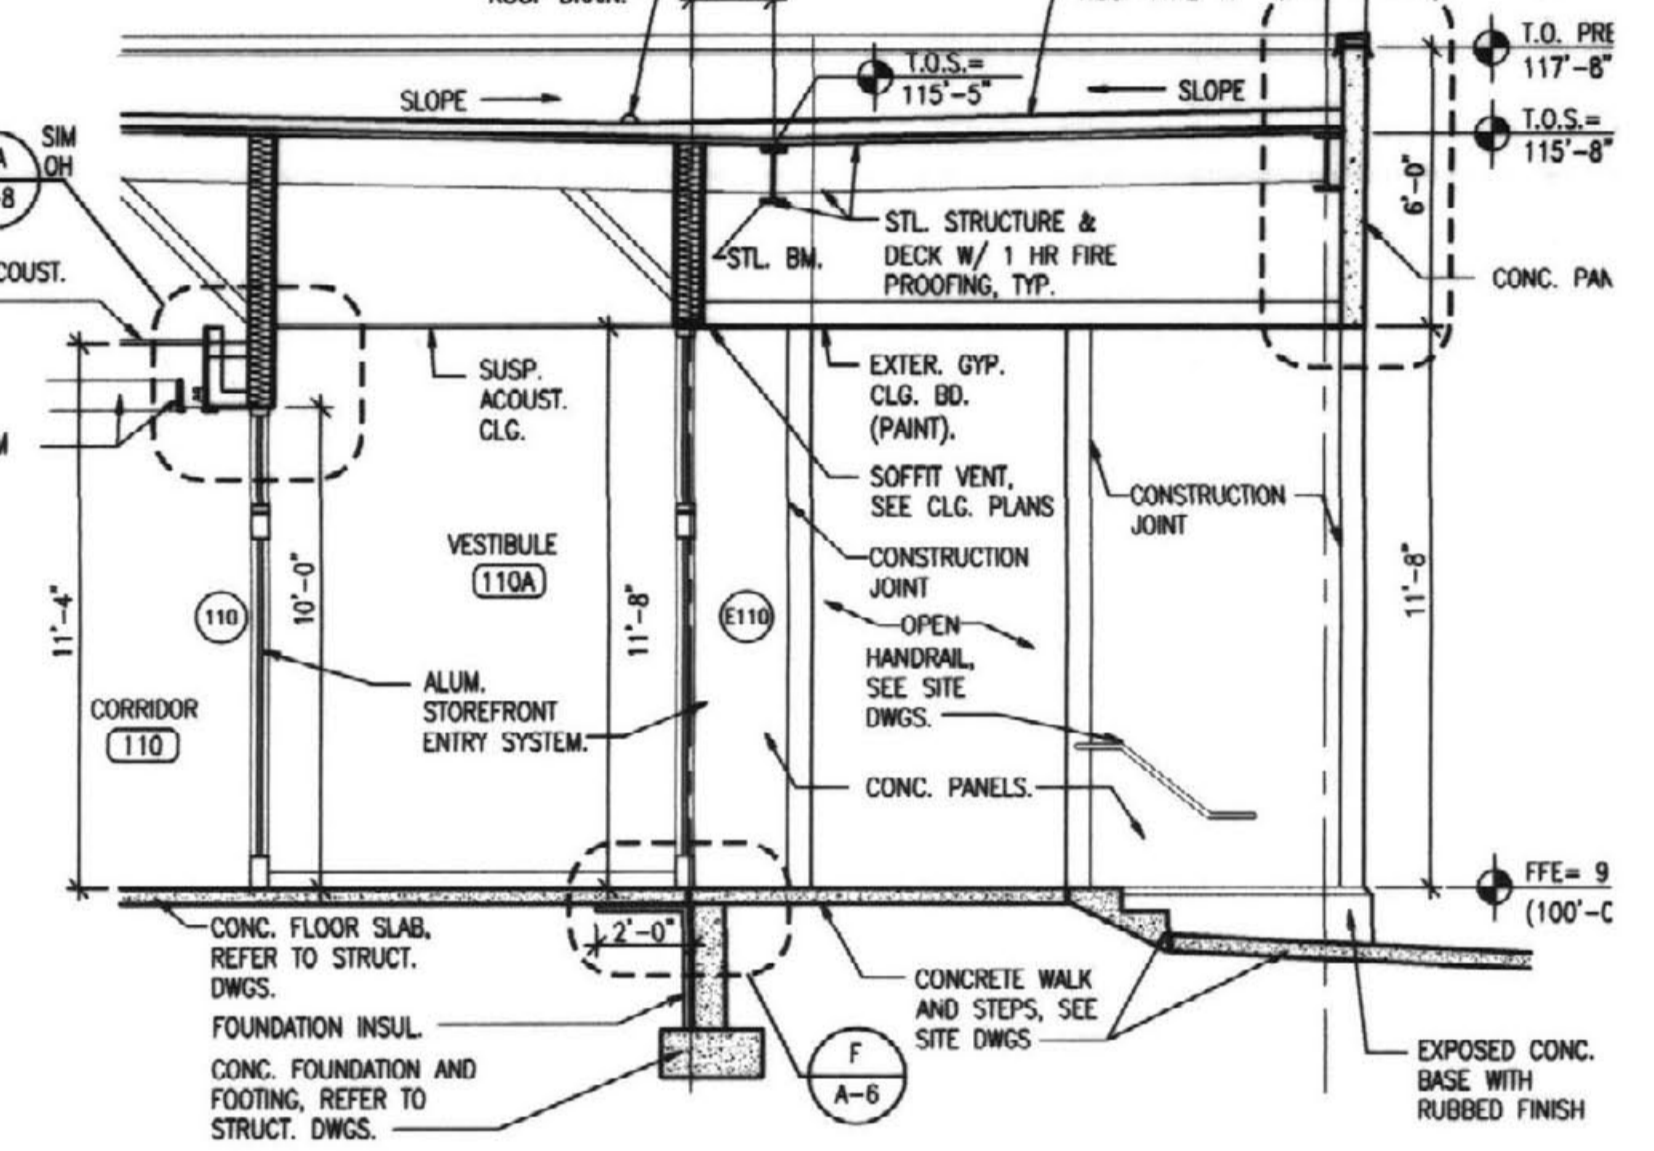 T.O. PRE
117'-8"
T.O.S.=
115'-5"
SLOPE
SLOPE
T.O.S.=
115'-8"
SIM
OH
A
-8
6'-0"
STL. STRUCTURE &
DECK W/ 1 HR FIRE
PROOFING, TYP.
STL. BM.
COUST.
CONC. PAN
SUSP.
ACOUST.
CLG.
EXTER. GYP.
CLG. BD.
(PAINT).
SOFFIT VENT,
SEE CLG. PLANS
CONSTRUCTION
JOINT
CONSTRUCTION
JOINT
VESTIBULE
110A
11'-4"
110
10'-0"
11'-8"
E110
11'-8"
OPEN
HANDRAIL,
SEE SITE
DWGS.
ALUM.
STOREFRONT
ENTRY SYSTEM.
CORRIDOR
110
CONC. PANELS.
FFE= 9
(100'-0
2'-0"
CONC. FLOOR SLAB,
REFER TO STRUCT.
DWGS.
FOUNDATION INSUL.
CONC. FOUNDATION AND
FOOTING, REFER TO
STRUCT. DWGS.
CONCRETE WALK
AND STEPS, SEE
SITE DWGS
F
A-6
EXPOSED CONC.
BASE WITH
RUBBED FINISH